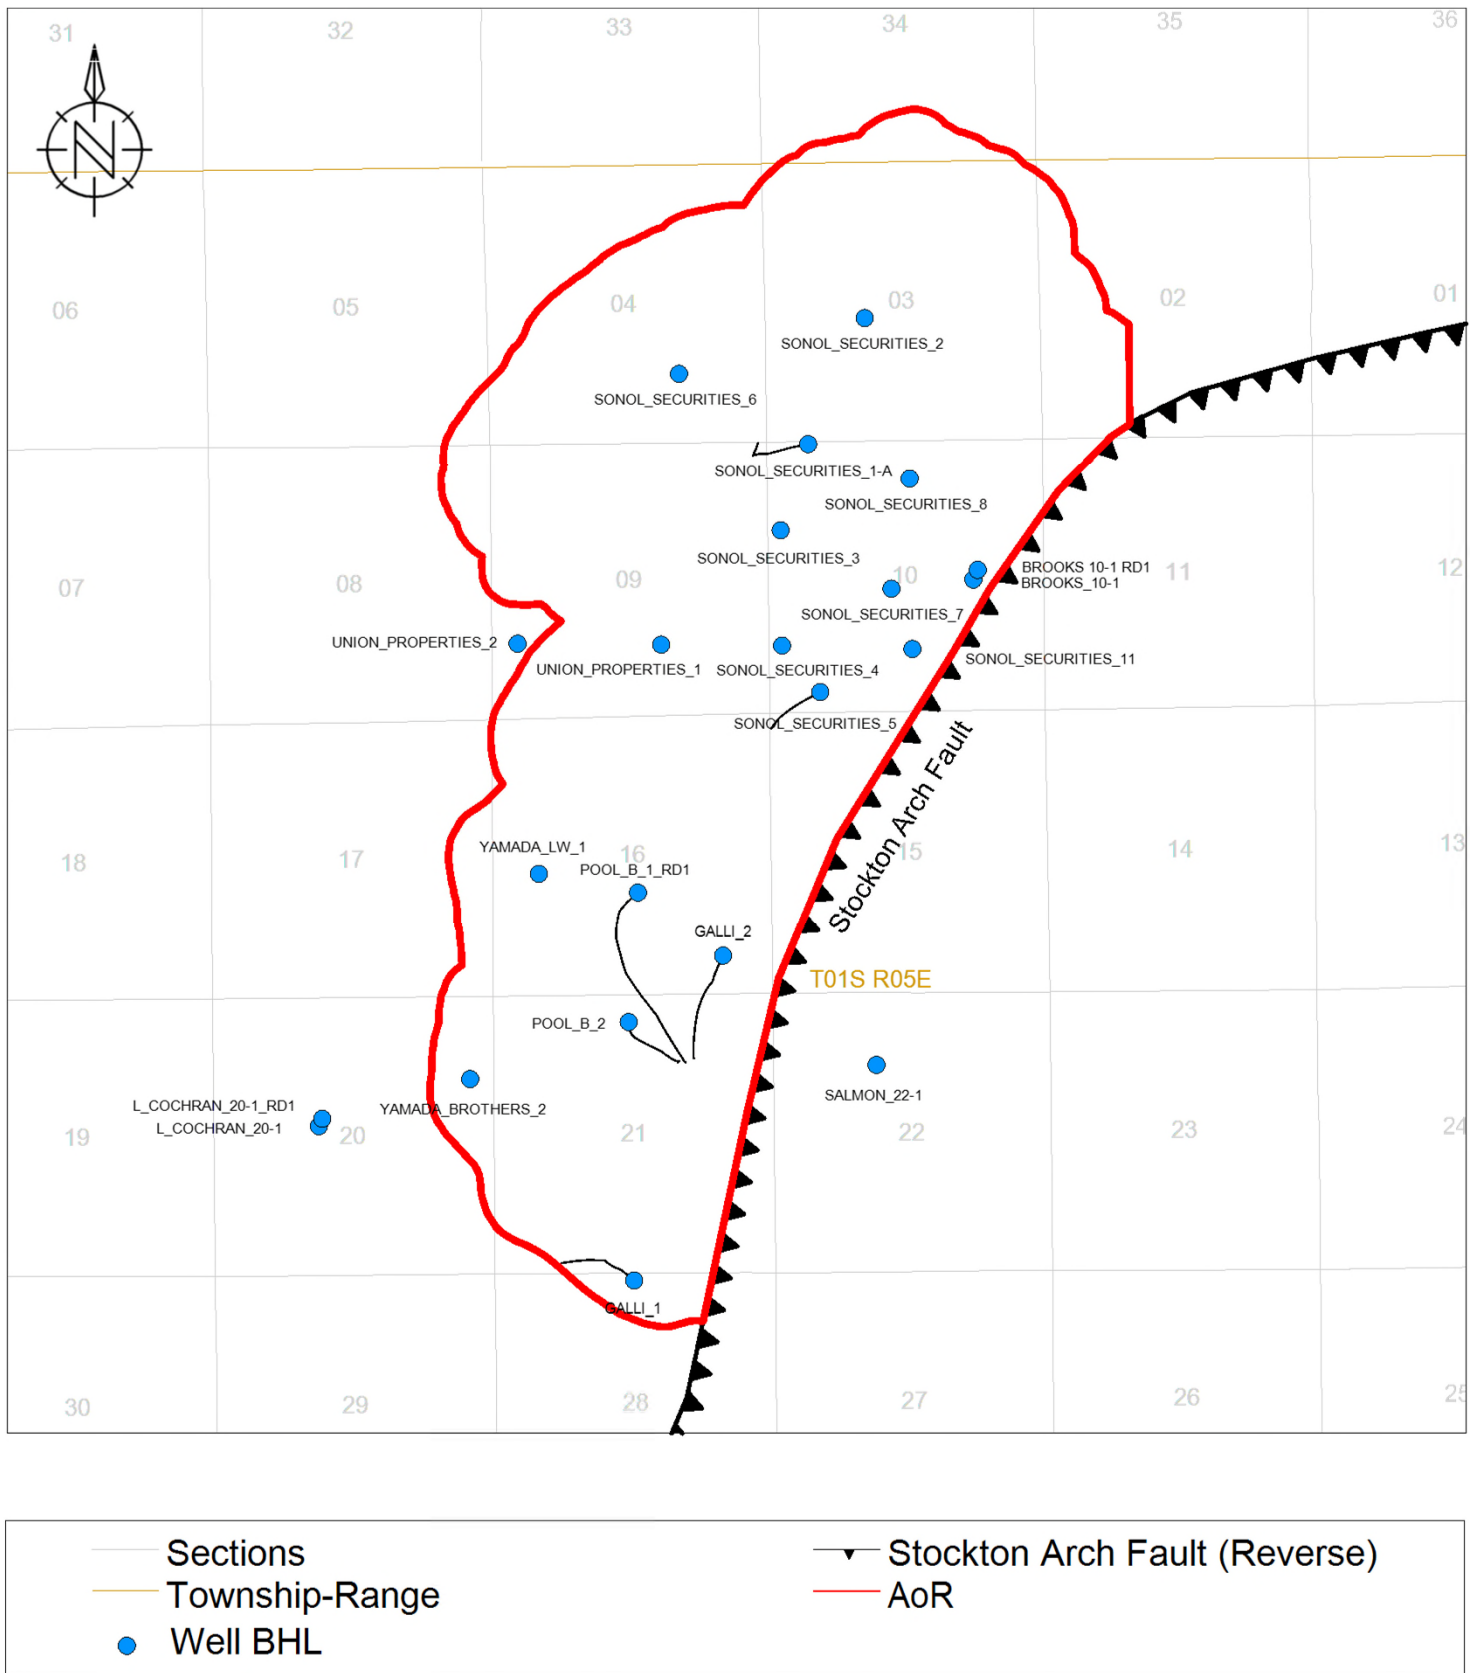 31
32
33
34
35
36
N
06
05
04
03
02
01
SONOL_SECURITIES_2
SONOL_SECURITIES_6
SONOL_SECURITIES_1-A
SONOL_SECURITIES_8
SONOL_SECURITIES_3
07
08
09
10
11
12
BROOKS 10-1 RD1
BROOKS_10-1
SONOL_SECURITIES_7
UNION_PROPERTIES_2
UNION_PROPERTIES_1
SONOL_SECURITIES_4
SONOL_SECURITIES_11
SONOL_SECURITIES_5
Stockton Arch Fault
18
17
16
15
14
13
YAMADA_LW_1
POOL_B_1_RD1
GALLI_2
T01S R05E
POOL_B_2
SALMON_22-1
L_COCHRAN_20-1_RD1
YAMADA_BROTHERS_2
L_COCHRAN_20-1
19
20
21
22
23
24
GALLI_1
30
29
28
27
26
25
Sections
Stockton Arch Fault (Reverse)
Township-Range
AoR
Well BHL